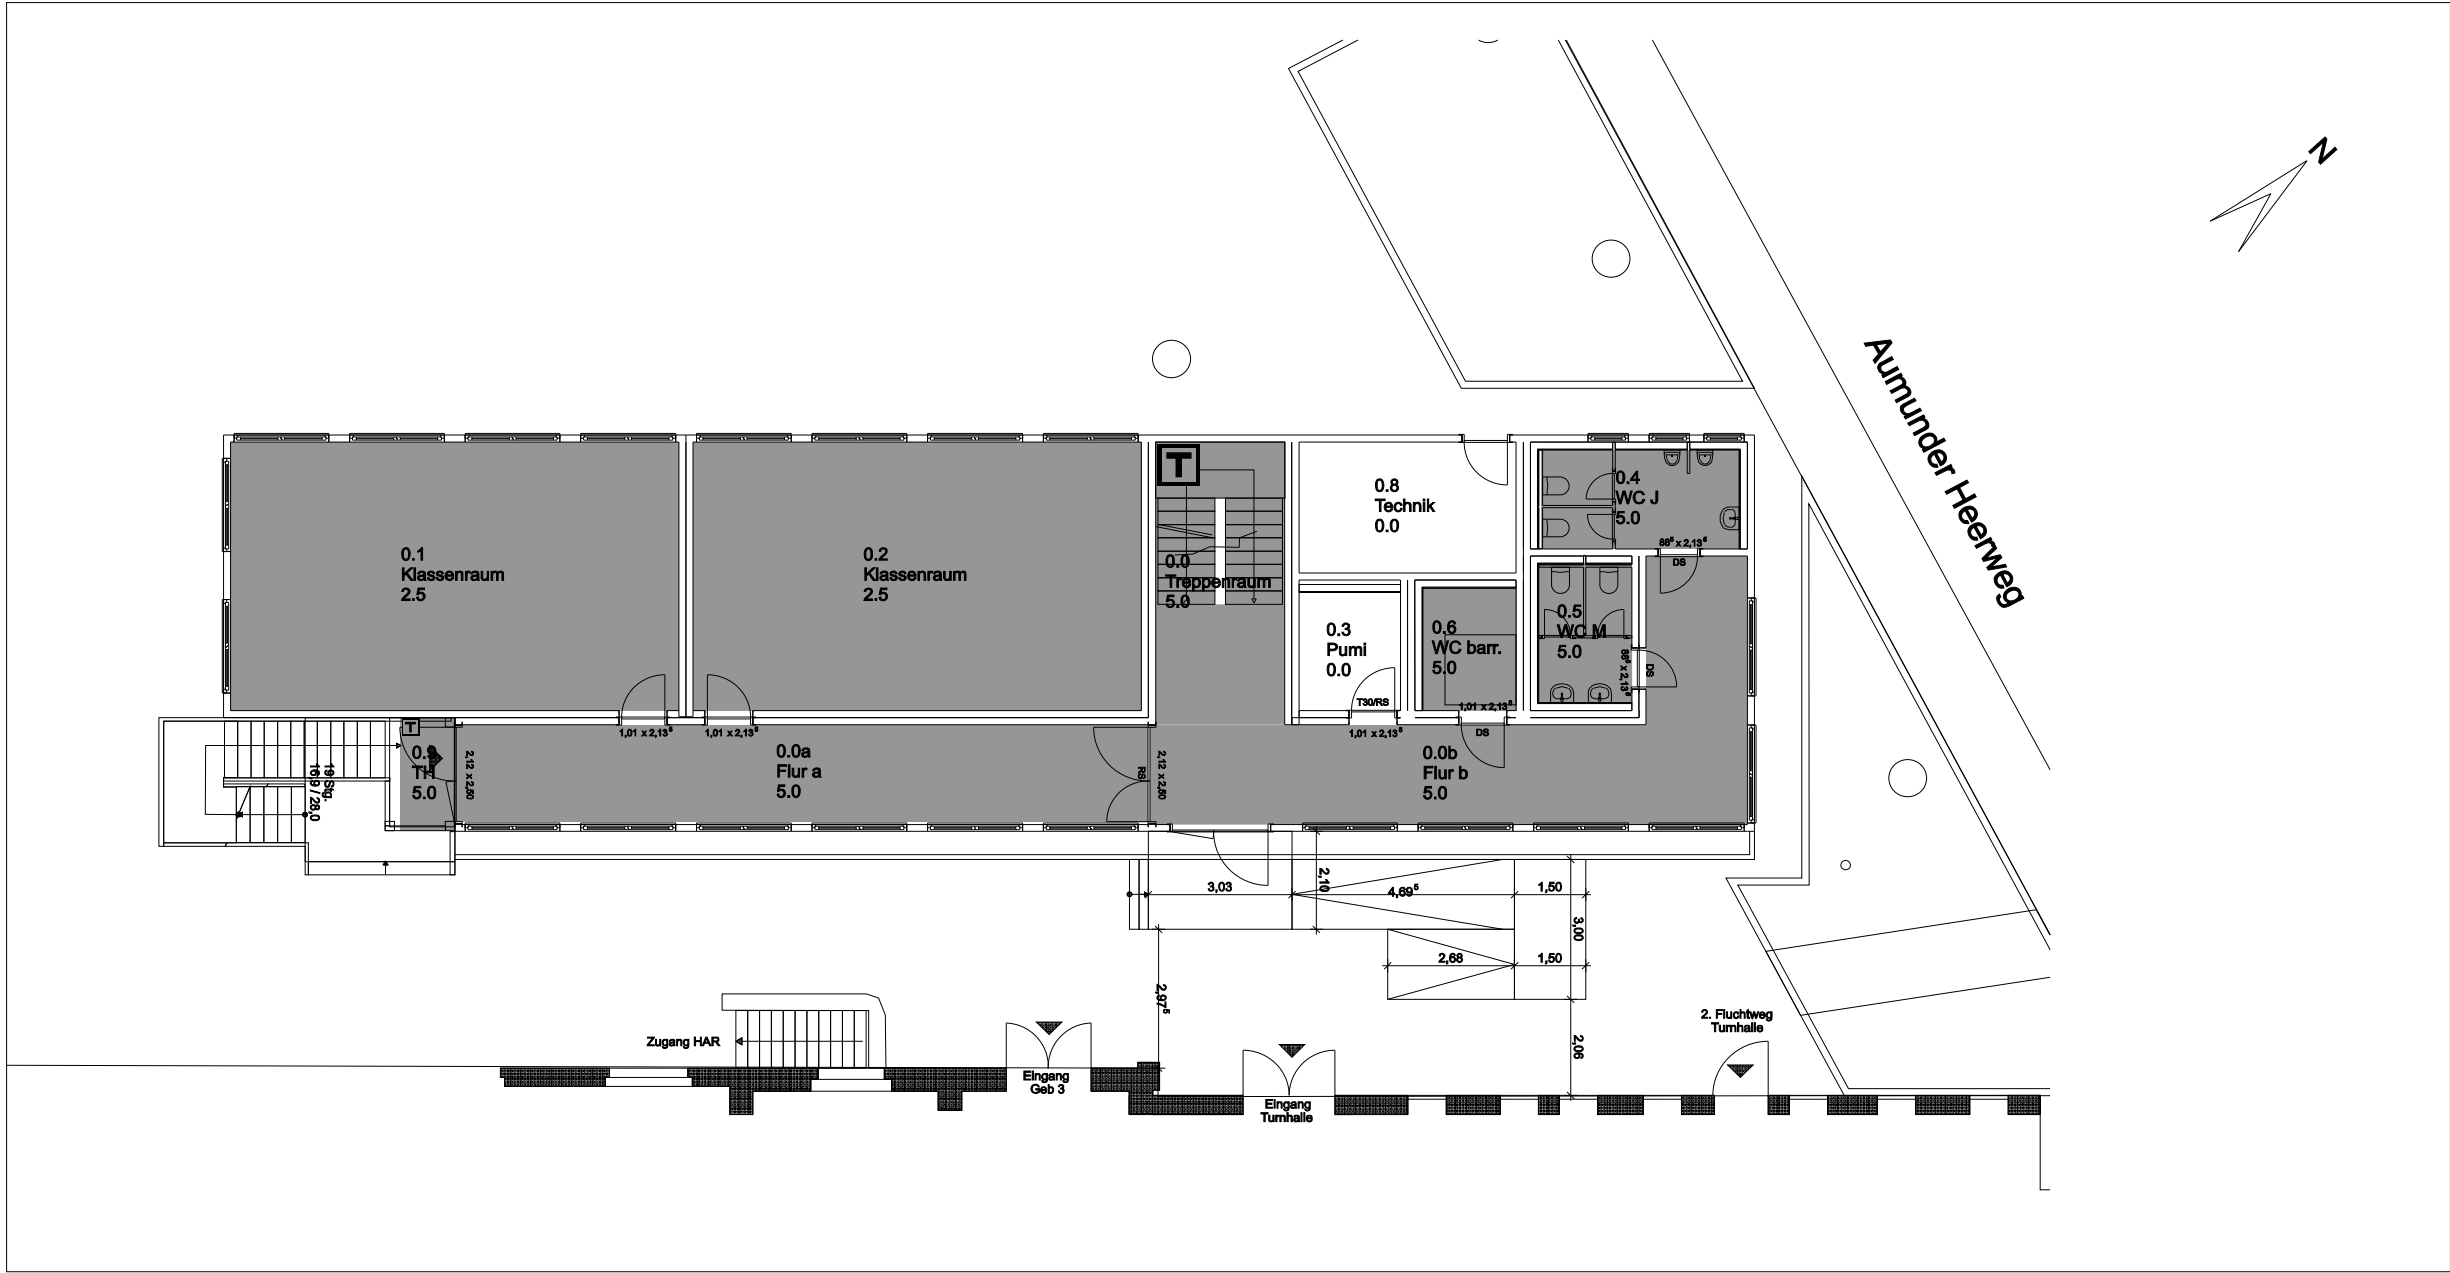 N
Aumunder Heerweg
T
0.4
WC J
5.0
0.8
Technik
0.0
0.1
Klassenraum
2.5
0.2
Klassenraum
2.5
0.0
Treppenraum
5.0
88⁵ x 2,13⁵
DS
0.3
Pumi
0.0
0.6
WC barr.
5.0
0.5
WC M
5.0
88⁵ x 2,13⁵
DS
T30/RS
1,01 x 2,13⁵
T
1,01 x 2,13⁵
1,01 x 2,13⁵
1,01 x 2,13⁵
DS
19 Stg.
16,9 / 28,0
TH
5.0
2,12 x 2,50
0.0a
Flur a
5.0
RS
2,12 x 2,50
0.0b
Flur b
5.0
3,03
2,10
4,69⁵
1,50
3,00
2,68
1,50
2,97⁵
2,06
Zugang HAR
Eingang
Geb 3
Eingang
Turnhalle
2. Fluchtweg
Turnhalle